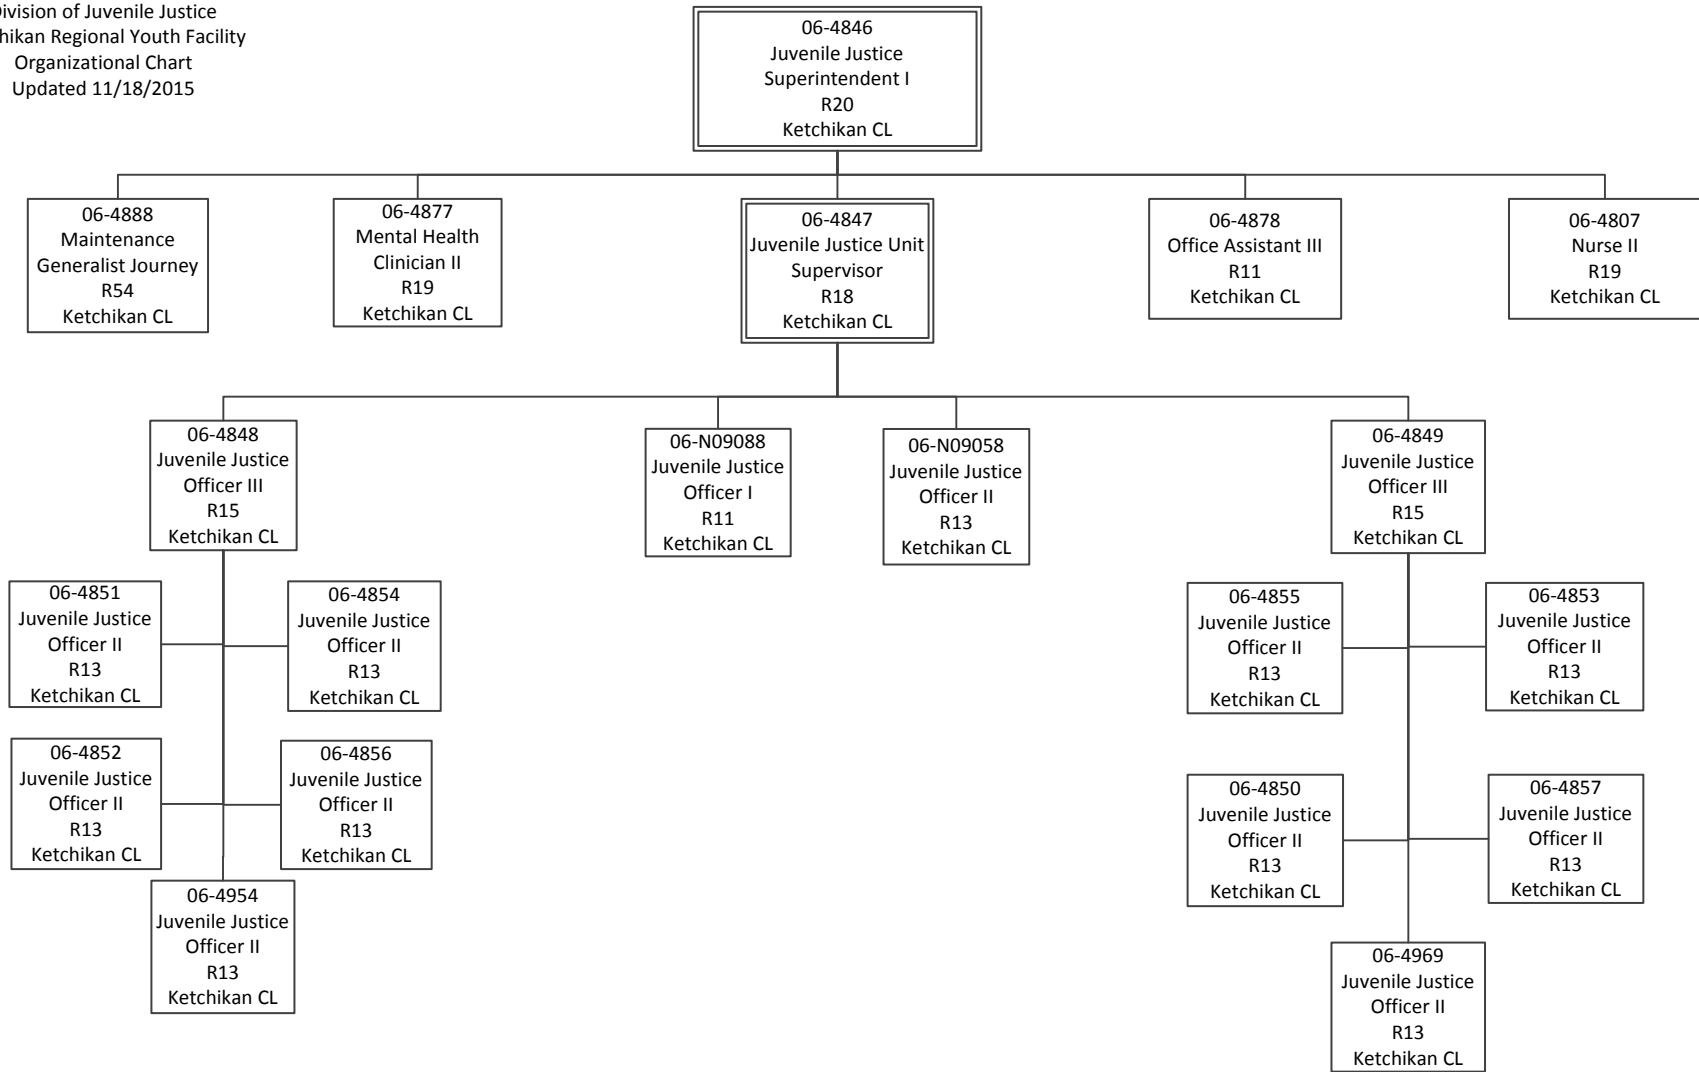 Division of Juvenile Justice
hikan Regional Youth Facility
Organizational Chart
Updated 11/18/2015
06-4846
Juvenile Justice
Superintendent I
R20
Ketchikan CL
06-4888
Maintenance
Generalist Journey
R54
Ketchikan CL
06-4877
Mental Health
Clinician II
R19
Ketchikan CL
06-4847
Juvenile Justice Unit
Supervisor
R18
Ketchikan CL
06-4878
Office Assistant III
R11
Ketchikan CL
06-4807
Nurse II
R19
Ketchikan CL
06-4848
Juvenile Justice
Officer III
R15
Ketchikan CL
06-N09088
Juvenile Justice
Officer I
R11
Ketchikan CL
06-N09058
Juvenile Justice
Officer II
R13
Ketchikan CL
06-4849
Juvenile Justice
Officer III
R15
Ketchikan CL
06-4851
Juvenile Justice
Officer II
R13
Ketchikan CL
06-4854
Juvenile Justice
Officer II
R13
Ketchikan CL
06-4855
Juvenile Justice
Officer II
R13
Ketchikan CL
06-4853
Juvenile Justice
Officer II
R13
Ketchikan CL
06-4852
Juvenile Justice
Officer II
R13
Ketchikan CL
06-4856
Juvenile Justice
Officer II
R13
Ketchikan CL
06-4850
Juvenile Justice
Officer II
R13
Ketchikan CL
06-4857
Juvenile Justice
Officer II
R13
Ketchikan CL
06-4954
Juvenile Justice
Officer II
R13
Ketchikan CL
06-4969
Juvenile Justice
Officer II
R13
Ketchikan CL